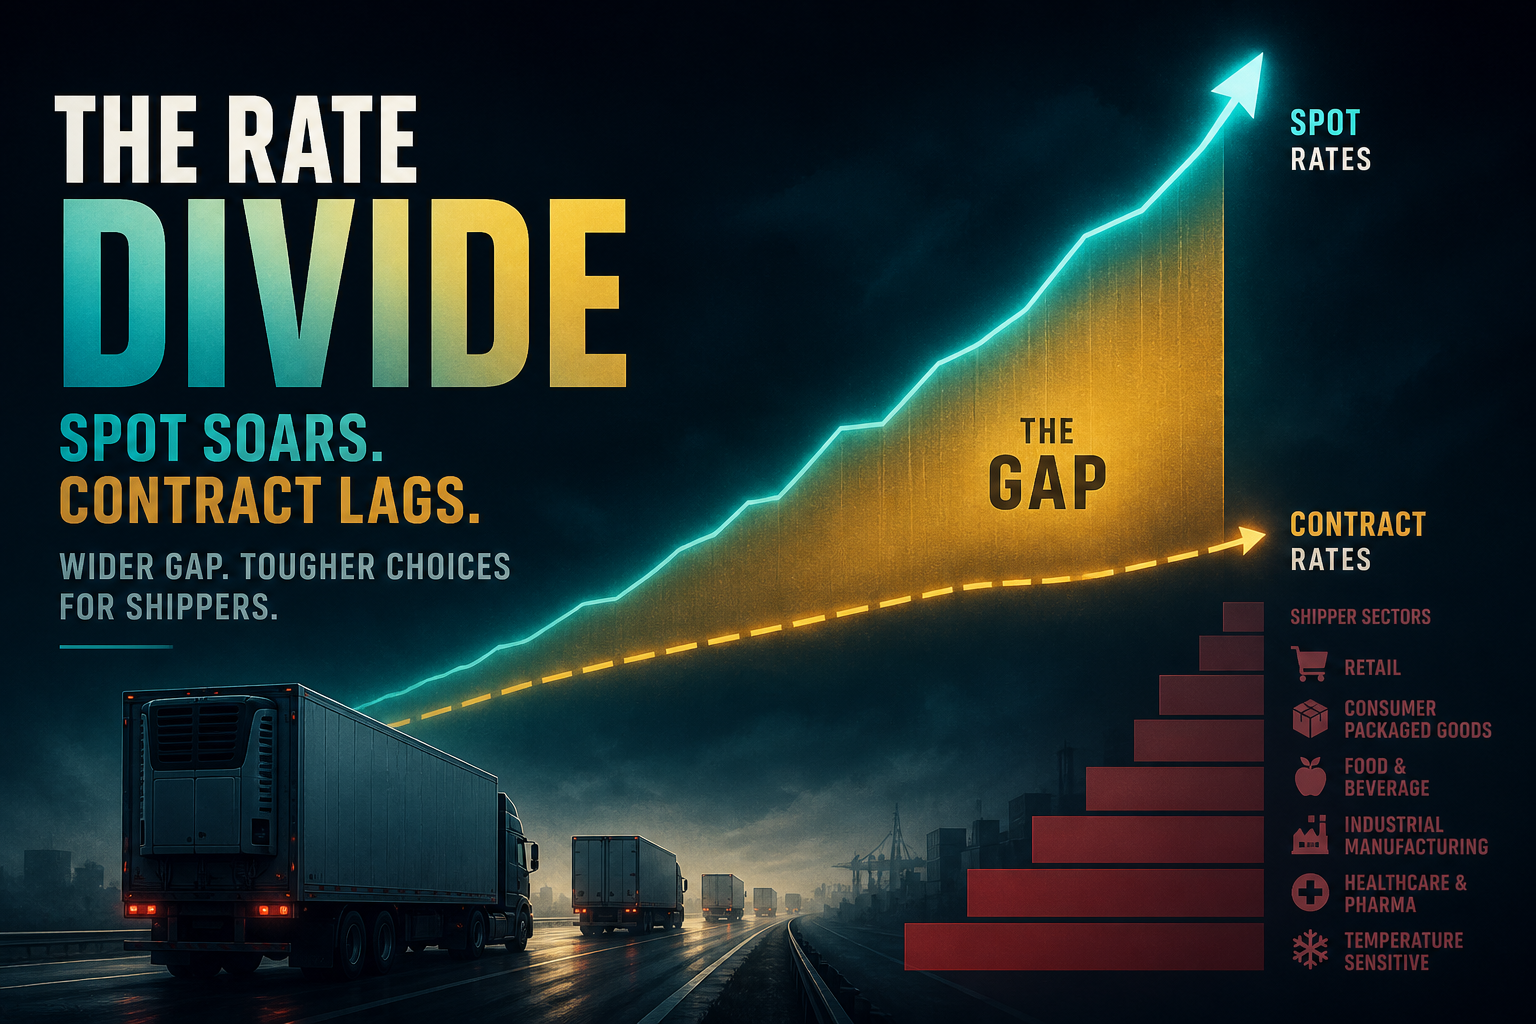 THE RATE
DIVIDE
SPOT SOARS.
CONTRACT LAGS.
WIDER GAP. TOUGHER CHOICES
FOR SHIPPERS.
SPOT
RATES
THE
GAP
CONTRACT
RATES
SHIPPER SECTORS
RETAIL
CONSUMER
PACKAGED GOODS
FOOD &
BEVERAGE
INDUSTRIAL
MANUFACTURING
HEALTHCARE &
PHARMA
TEMPERATURE
SENSITIVE